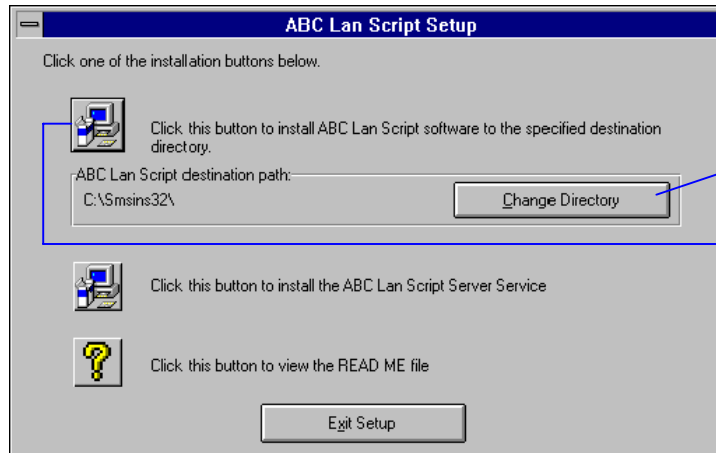 ABC Lan Script Setup
Click one of the installation buttons below.
Click this button to install ABC Lan Script software to the specified destination
directory.
ABC Lan Script destination path:
C:\Smsins32\
Change Directory
Click this button to install the ABC Lan Script Server Service
Click this button to view the READ ME file
Exit Setup